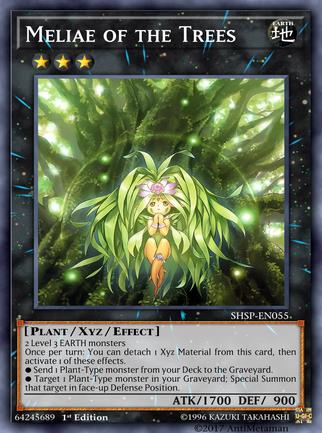 MELIAE OF THE TREES
EARTH
地
SHSP-EN055
[PLANT / XYZ / EFFECT]
2 Level 3 EARTH monsters
Once per turn: You can detach 1 Xyz Material from this card, then
activate 1 of these effects.
● Send 1 Plant-Type monster from your Deck to the Graveyard.
● Target 1 Plant-Type monster in your Graveyard; Special Summon
that target in face-up Defense Position.
ATK/1700 DEF/ 900
64245689 1st Edition ©1996 KAZUKI TAKAHASHI
©2017 AntiMetaman